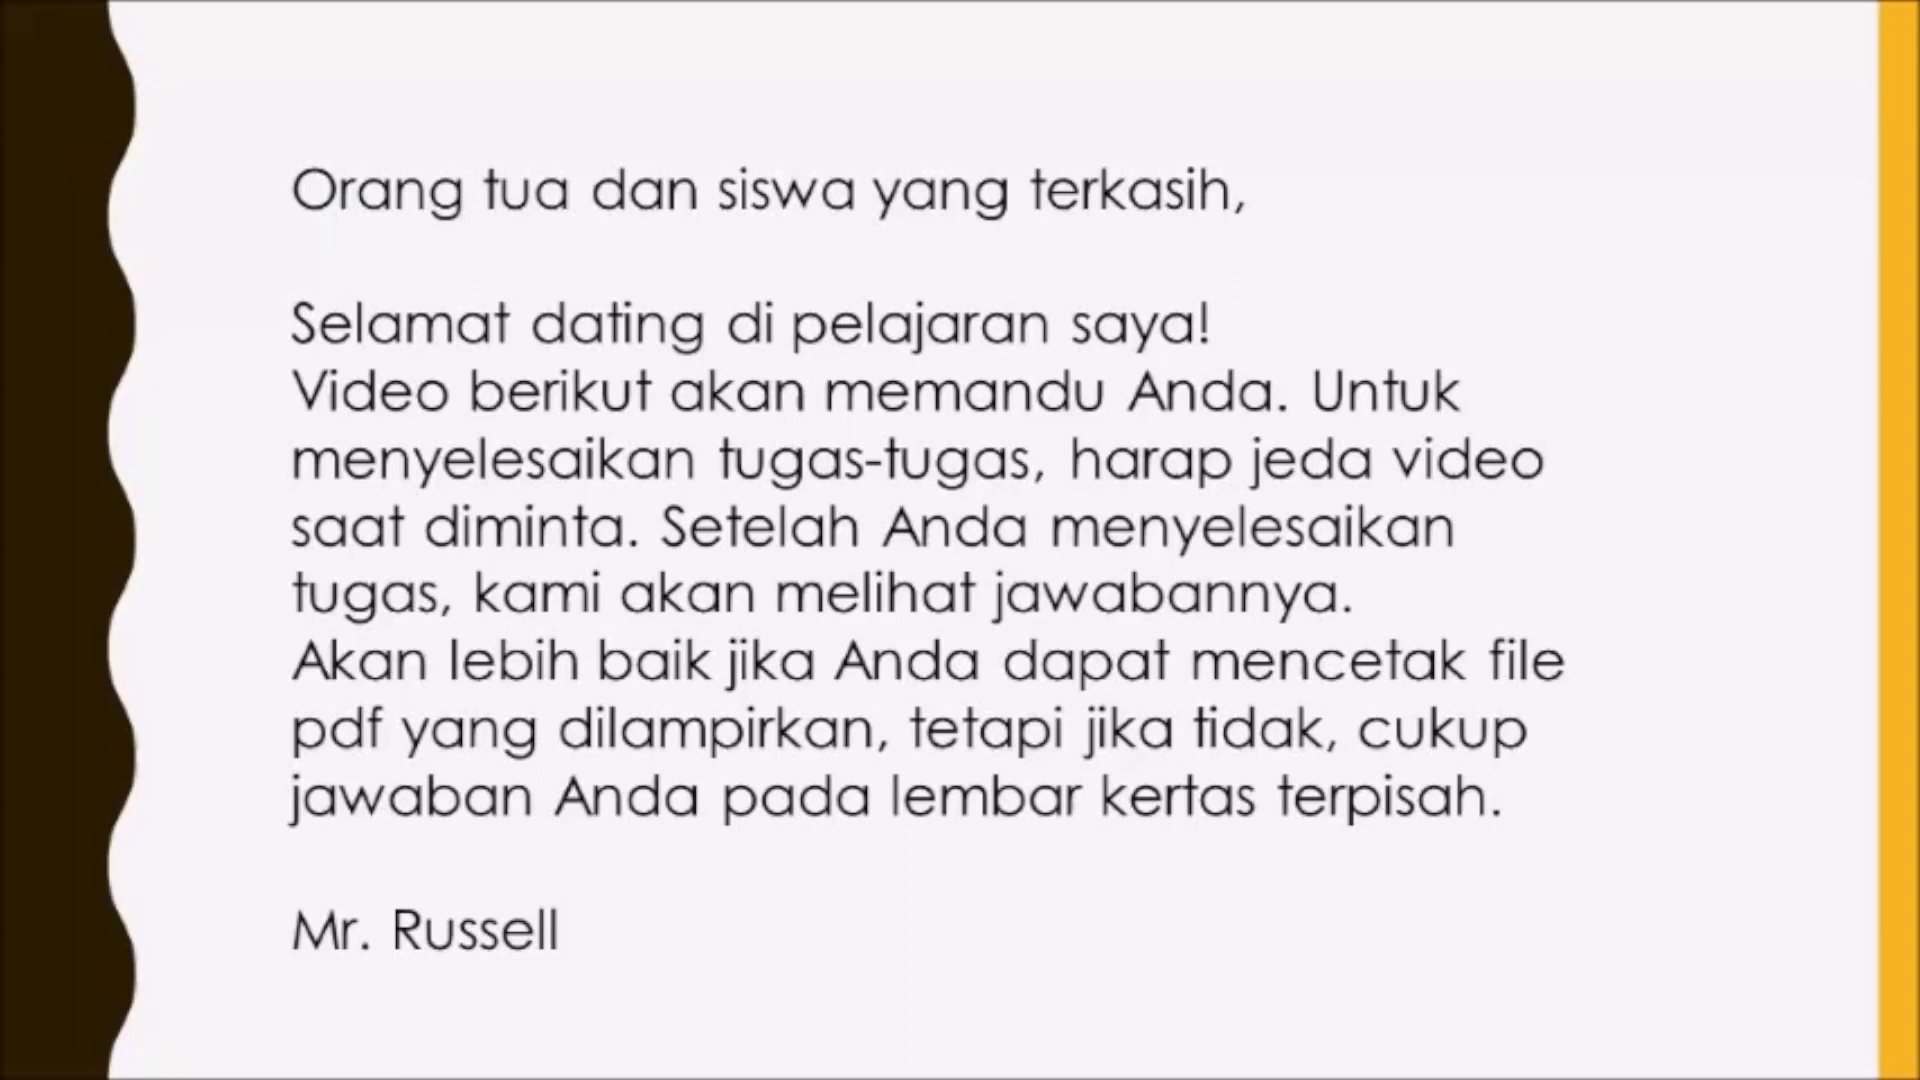 Orang tua dan siswa yang terkasih,
Selamat dating di pelajaran saya!
Video berikut akan memandu Anda. Untuk
menyelesaikan tugas-tugas, harap jeda video
saat diminta. Setelah Anda menyelesaikan
tugas, kami akan melihat jawabannya.
Akan lebih baik jika Anda dapat mencetak file
pdf yang dilampirkan, tetapi jika tidak, cukup
jawaban Anda pada lembar kertas terpisah.
Mr. Russell